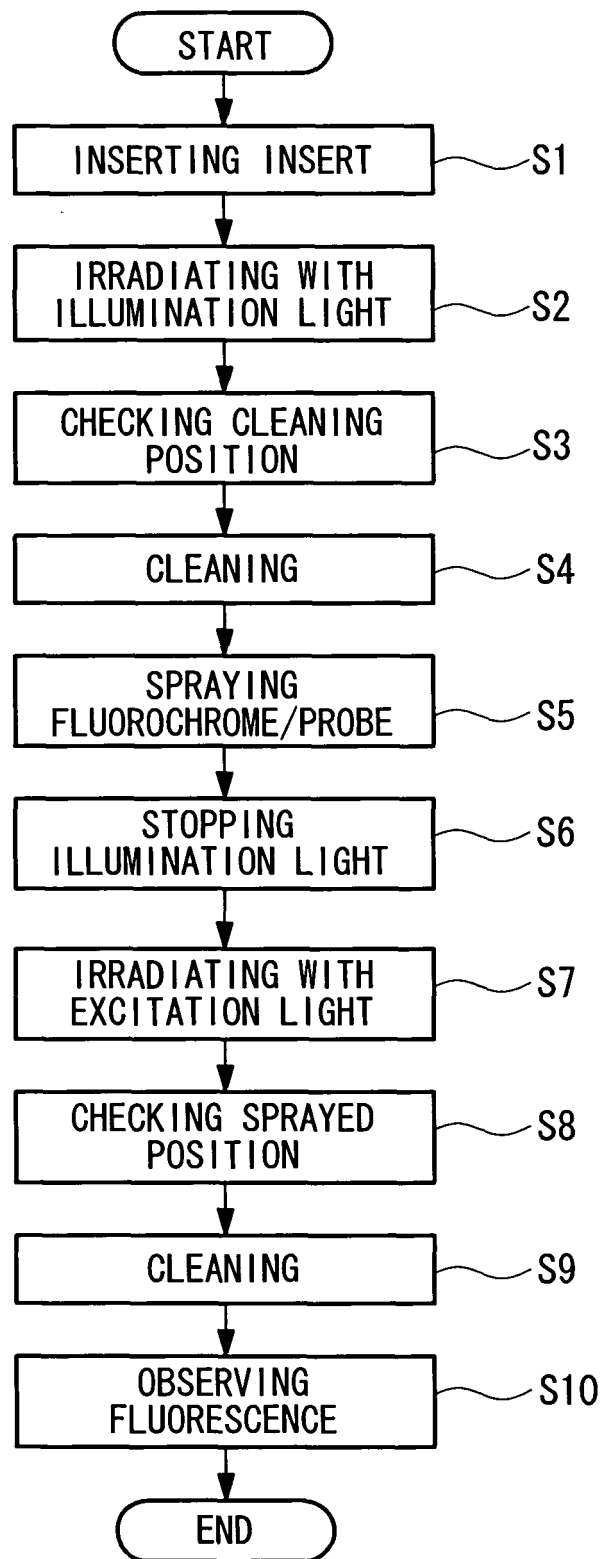 START
INSERTING INSERT
S1
IRRADIATING WITH
ILLUMINATION LIGHT
S2
CHECKING CLEANING
POSITION
S3
CLEANING
S4
SPRAYING
FLUOROCHROME/PROBE
S5
STOPPING
ILLUMINATION LIGHT
S6
IRRADIATING WITH
EXCITATION LIGHT
S7
CHECKING SPRAYED
POSITION
S8
CLEANING
S9
OBSERVING
FLUORESCENCE
S10
END